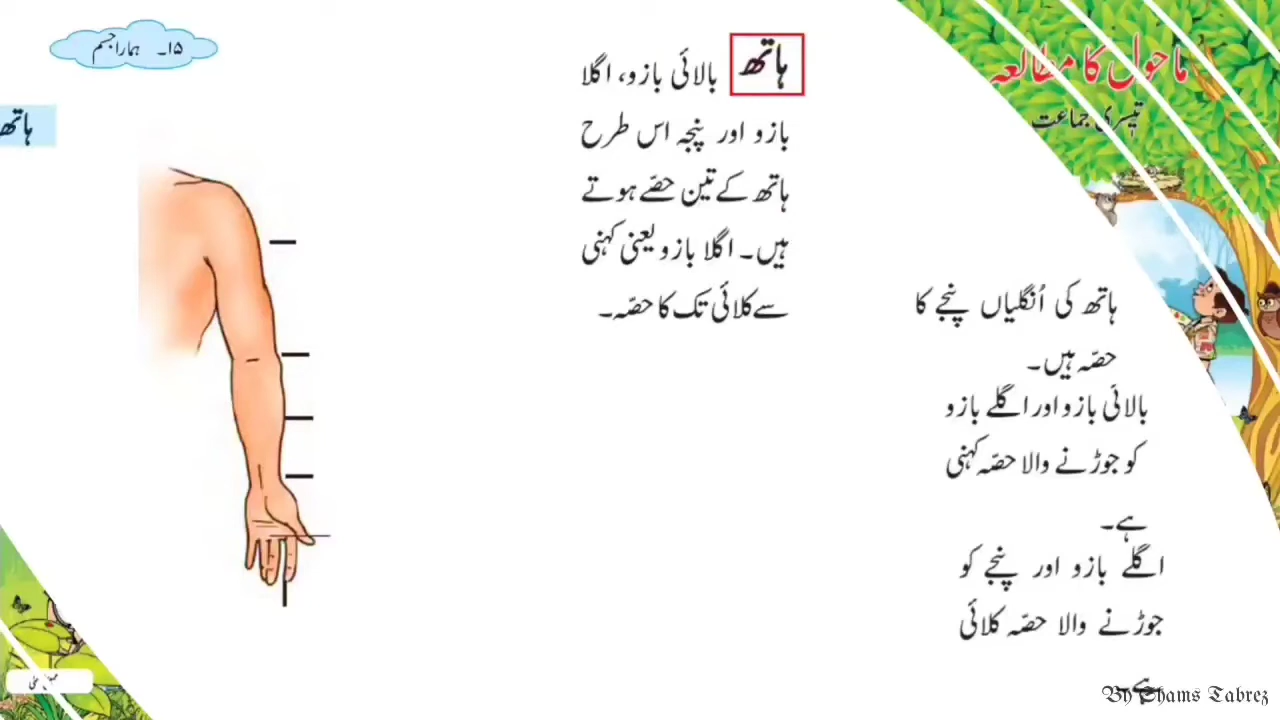 ۱۵۔ ہمارا جسم
ماحول کا مطالعہ
تیسری جماعت
ہاتھ
ہاتھ بالائی بازو، اگلا
بازو اور پنجہ اس طرح
ہاتھ کے تین حصّے ہوتے
ہیں۔ اگلا بازو یعنی کہنی
سے کلائی تک کا حصّہ۔
ہاتھ کی اُنگلیاں پنجے کا
حصّہ ہیں۔
بالائی بازو اور اگلے بازو
کو جوڑنے والا حصّہ کہنی
ہے۔
اگلے بازو اور پنجے کو
جوڑنے والا حصّہ کلائی
ہے۔
By Shams Tabrez